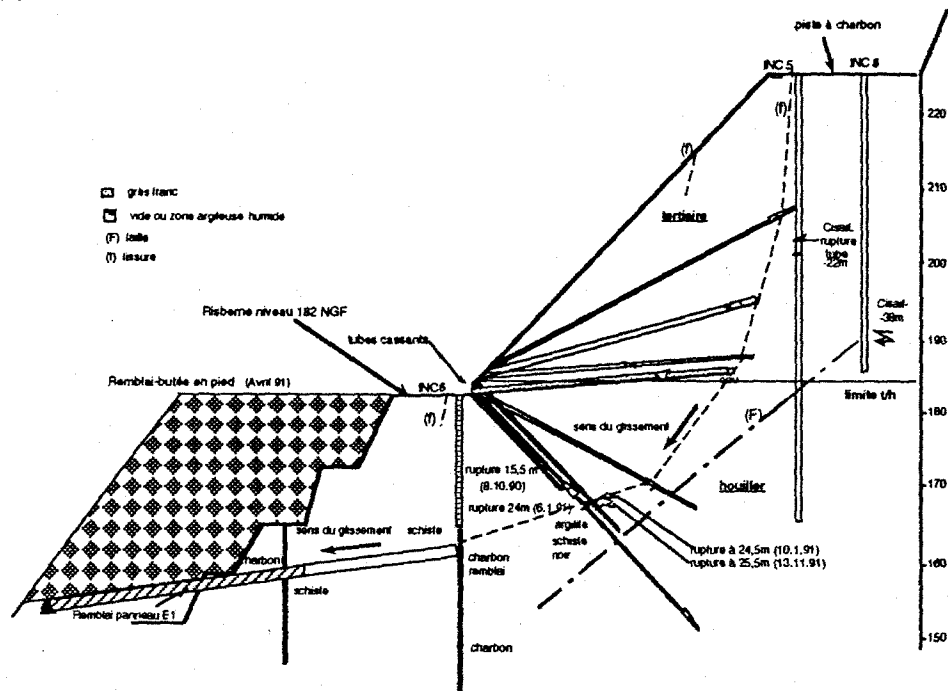 piste à charbon
INC 5
INC 8
(f)
(f)
220
210
200
190
180
170
160
150
tertiaire
grès franc
vide ou zone argileuse humide
(F) faille
(f) fissure
Cisail.
rupture
tube
-22m
Cisail-
-38m
Risberne niveau 182 NGF
tubes cassants
Remblai-butée en pied (Avril 91)
INC6
(f)
limite t/h
sens du glissement
(F)
houiller
rupture 15,5 m
(8.10.90)
rupture 24m (6.1.91)
argilite
schiste
noir
rupture à 24,5m (10.1.91)
rupture à 25,5m (13.11.91)
sens du glissement
schiste
charbon
charbon
remblai
schiste
Remblai panneau E1
charbon